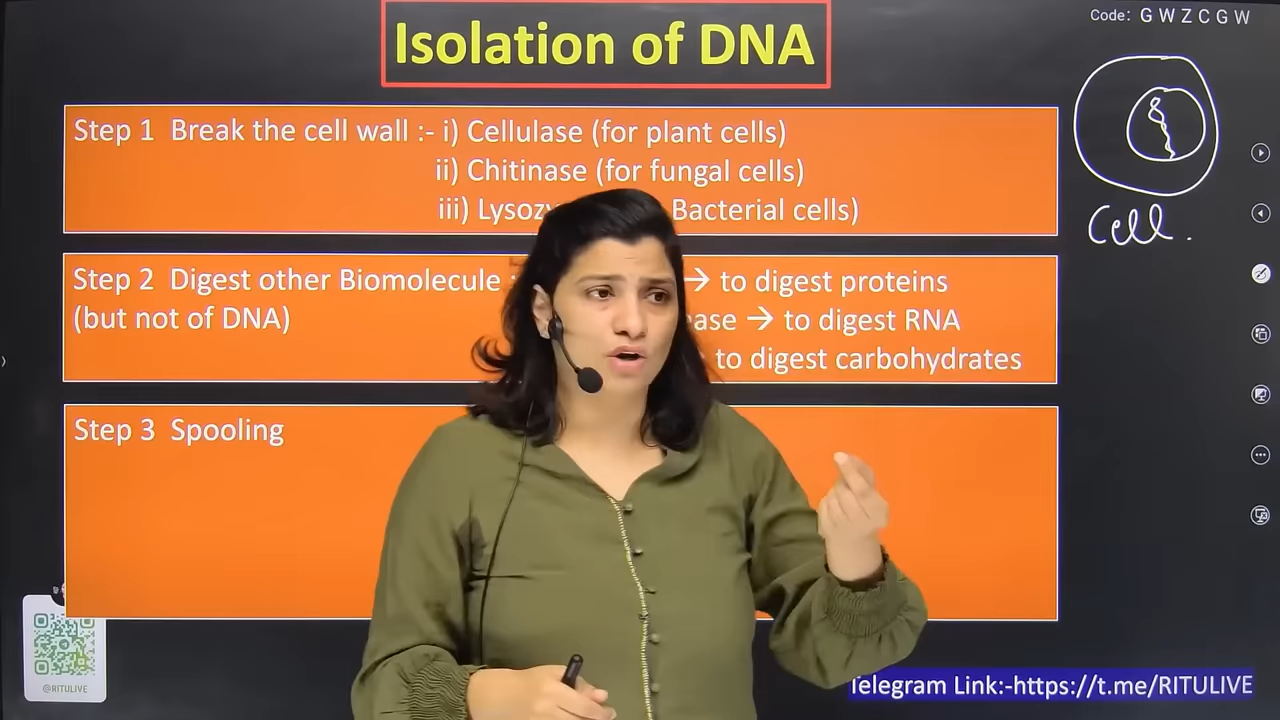 Isolation of DNA
Code: G W Z C G W
Step 1 Break the cell wall :- i) Cellulase (for plant cells)
ii) Chitinase (for fungal cells)
iii) Bacterial cells)
Cell.
Step 2 Digest other Biomolecule : → to digest proteins
(but not of DNA) → to digest RNA
to digest carbohydrates
Step 3 Spooling
@RITULIVE
Telegram Link:-https://t.me/RITULIVE